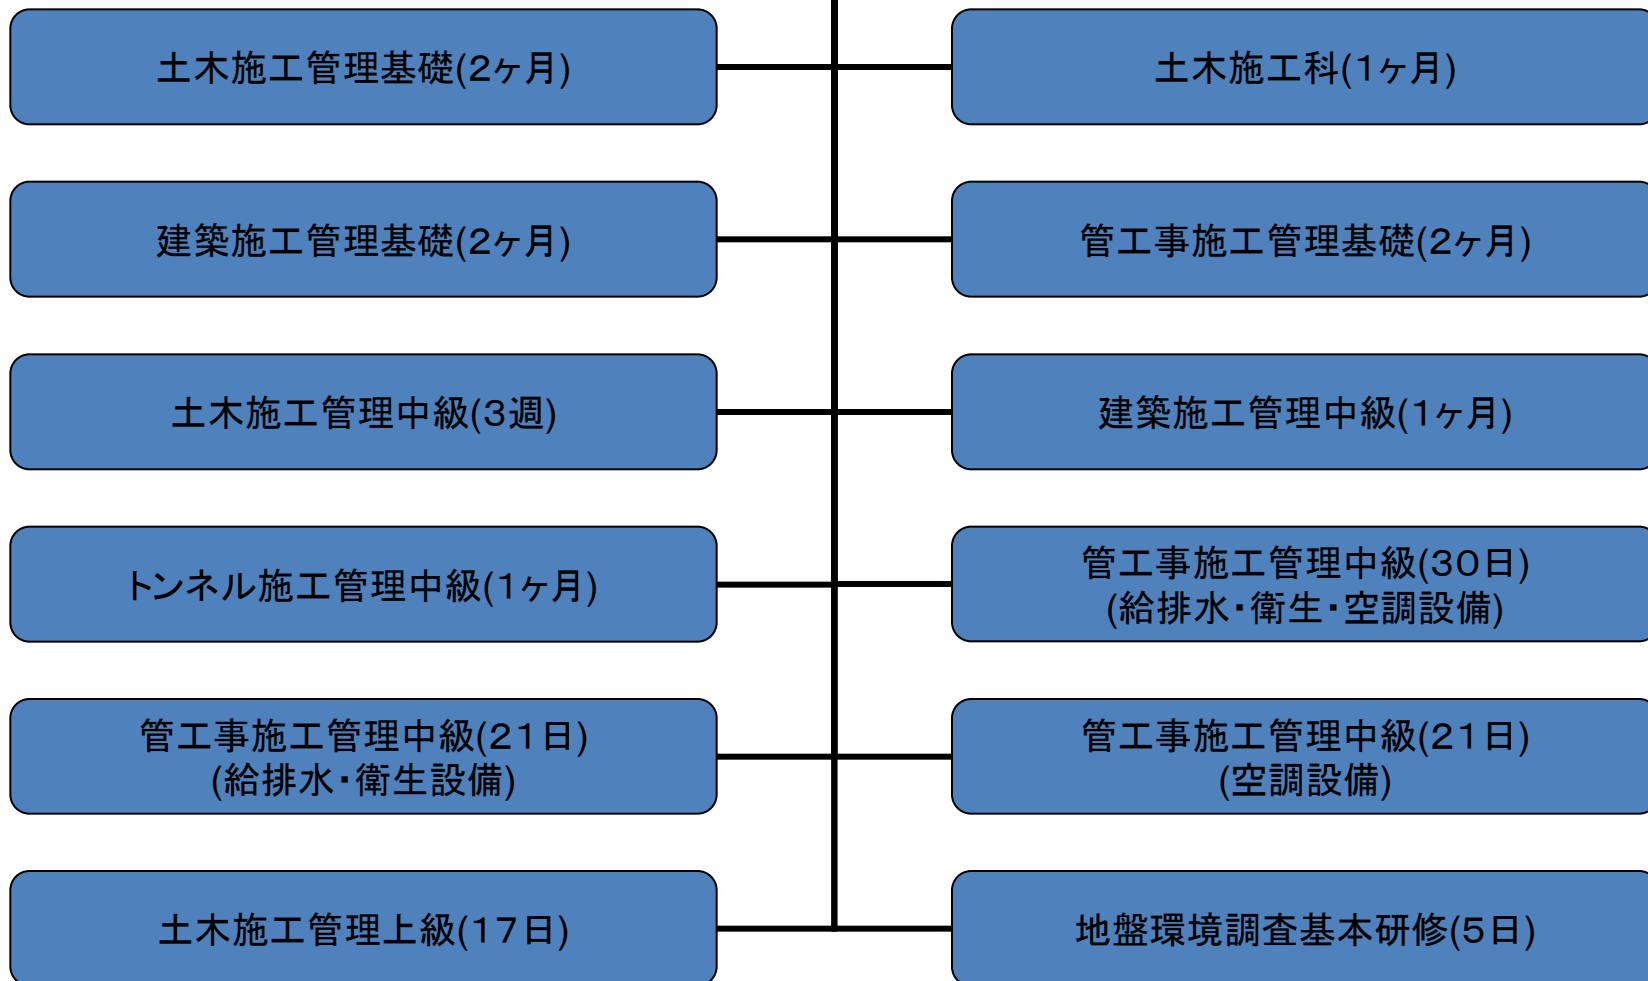 土木施工管理基礎(2ヶ月)
土木施工科(1ヶ月)
建築施工管理基礎(2ヶ月)
管工事施工管理基礎(2ヶ月)
土木施工管理中級(3週)
建築施工管理中級(1ヶ月)
トンネル施工管理中級(1ヶ月)
管工事施工管理中級(30日)
(給排水・衛生・空調設備)
管工事施工管理中級(21日)
(給排水・衛生設備)
管工事施工管理中級(21日)
(空調設備)
土木施工管理上級(17日)
地盤環境調査基本研修(5日)